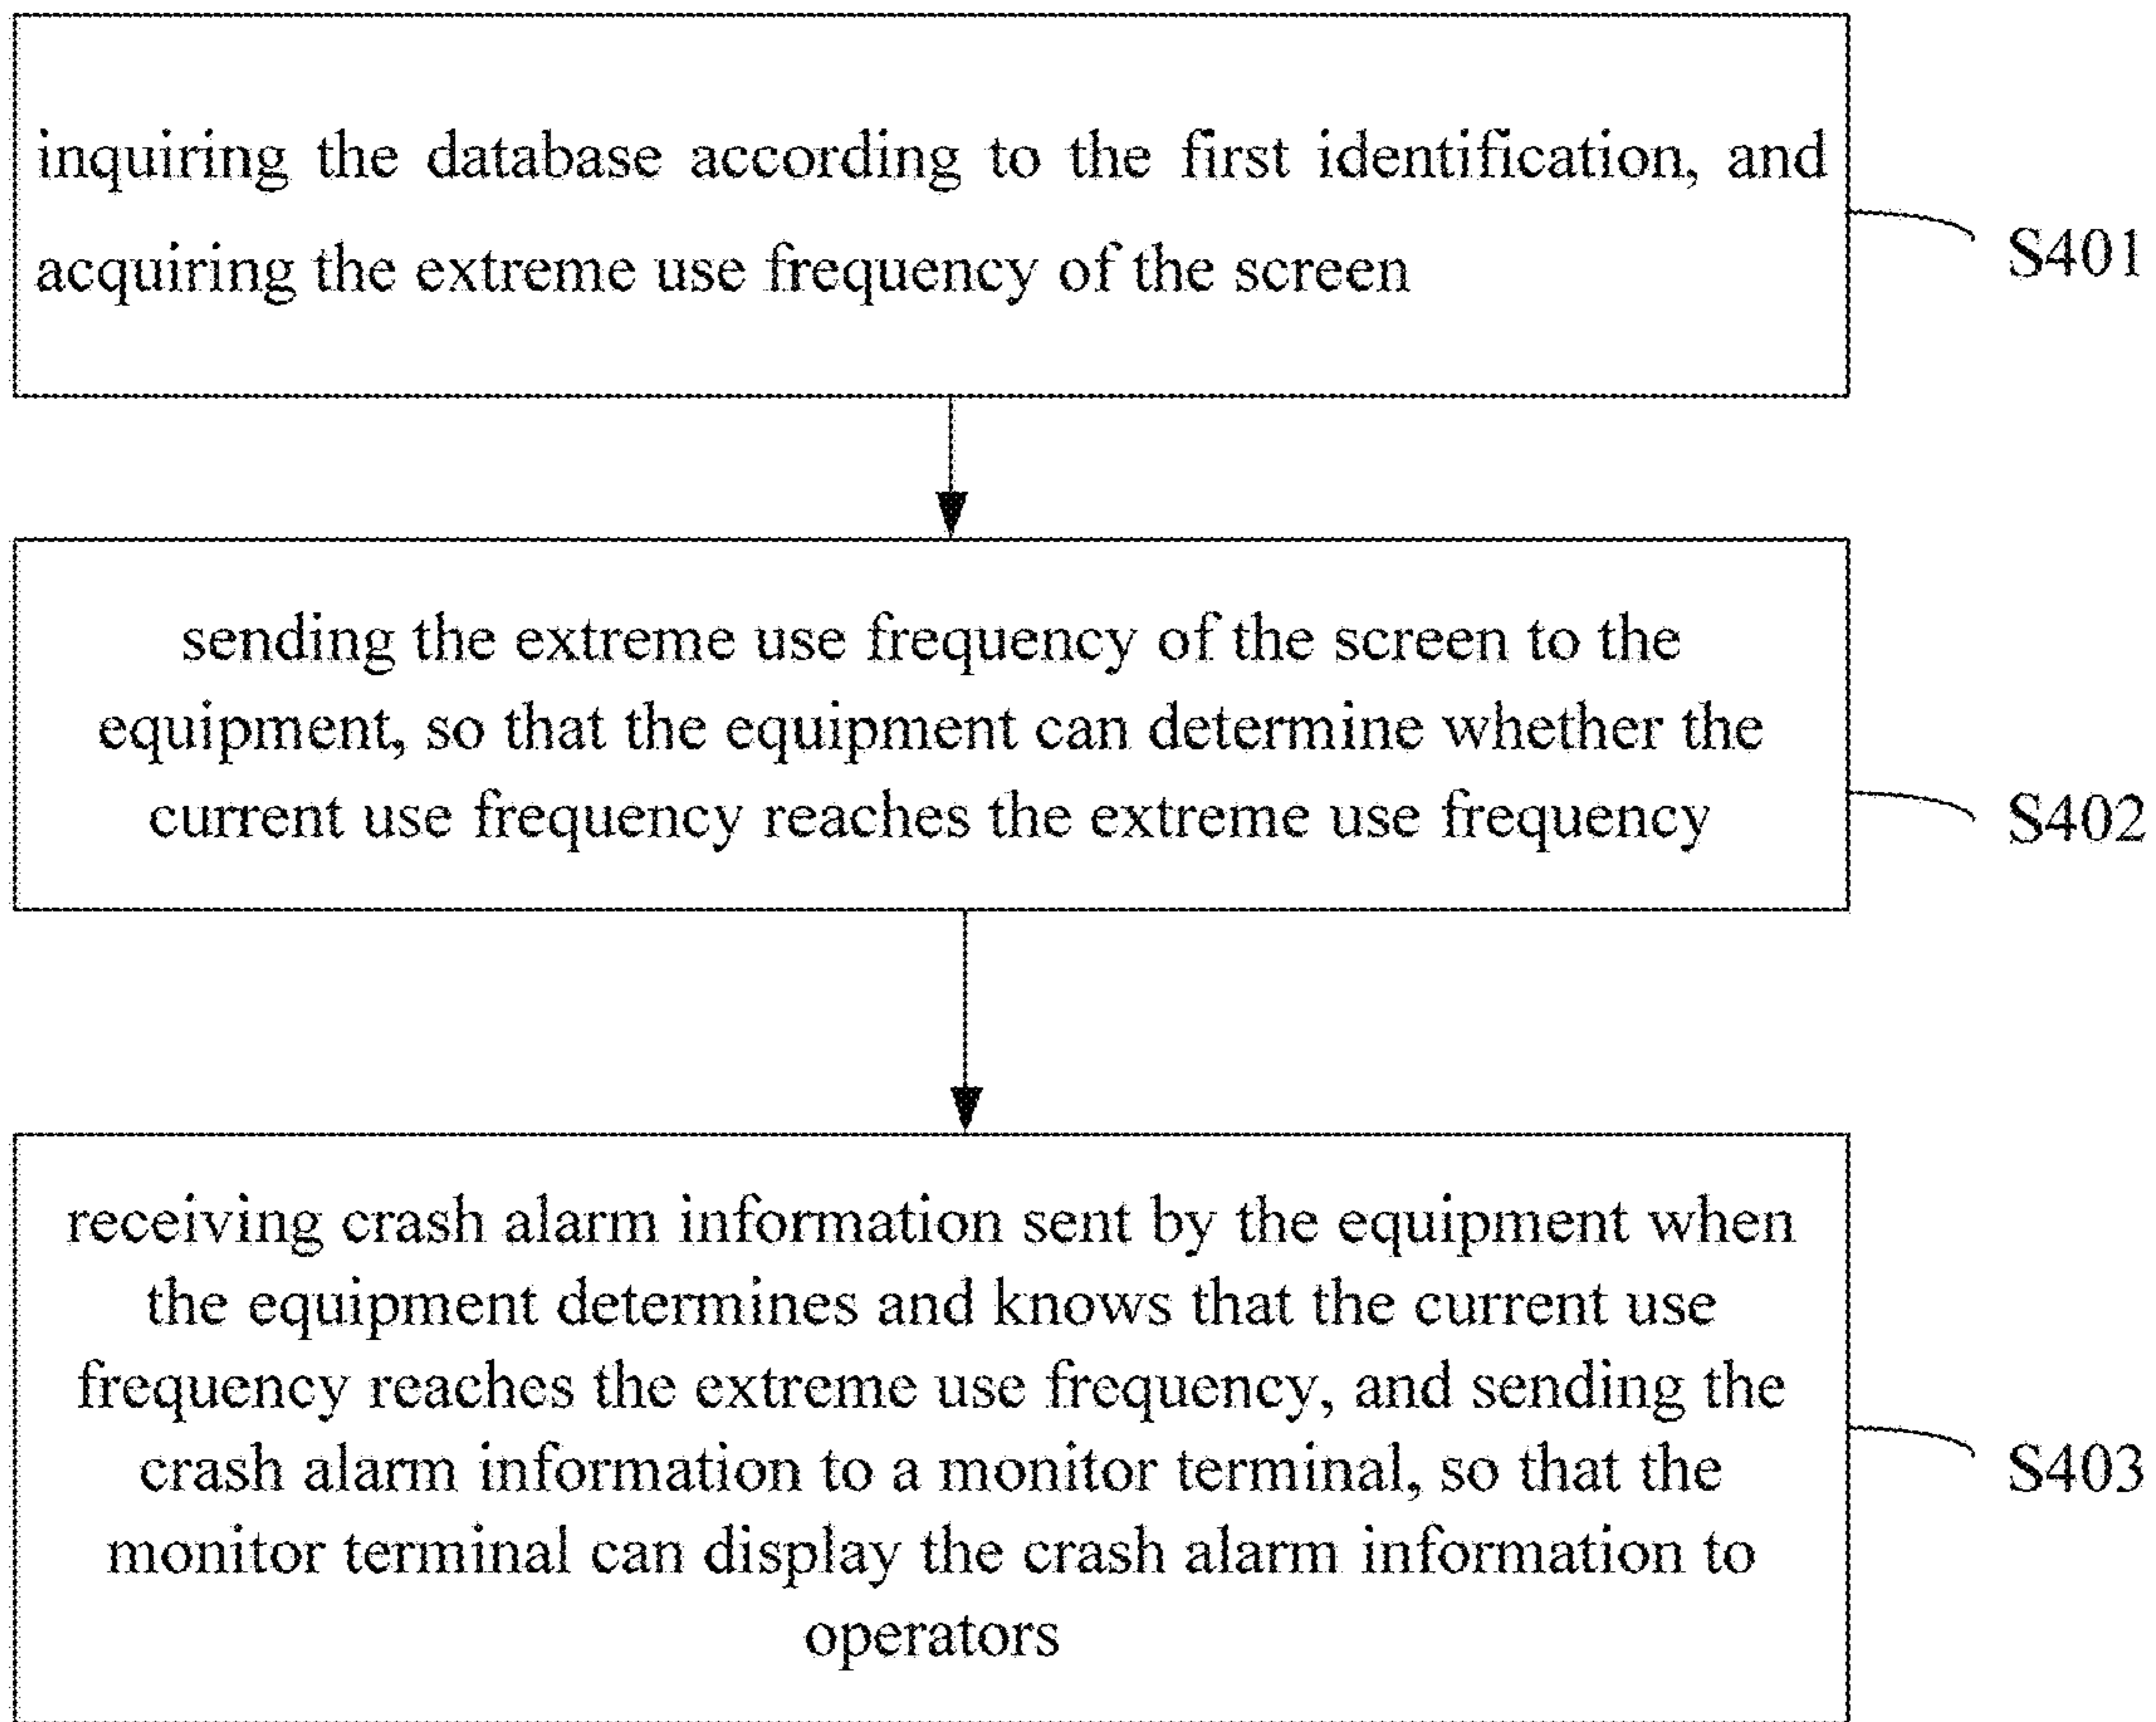 inquiring the database according to the first identification, and
acquiring the extreme use frequency of the screen
S401
sending the extreme use frequency of the screen to the
equipment, so that the equipment can determine whether the
current use frequency reaches the extreme use frequency
S402
receiving crash alarm information sent by the equipment when
the equipment determines and knows that the current use
frequency reaches the extreme use frequency, and sending the
crash alarm information to a monitor terminal, so that the
monitor terminal can display the crash alarm information to
operators
S403